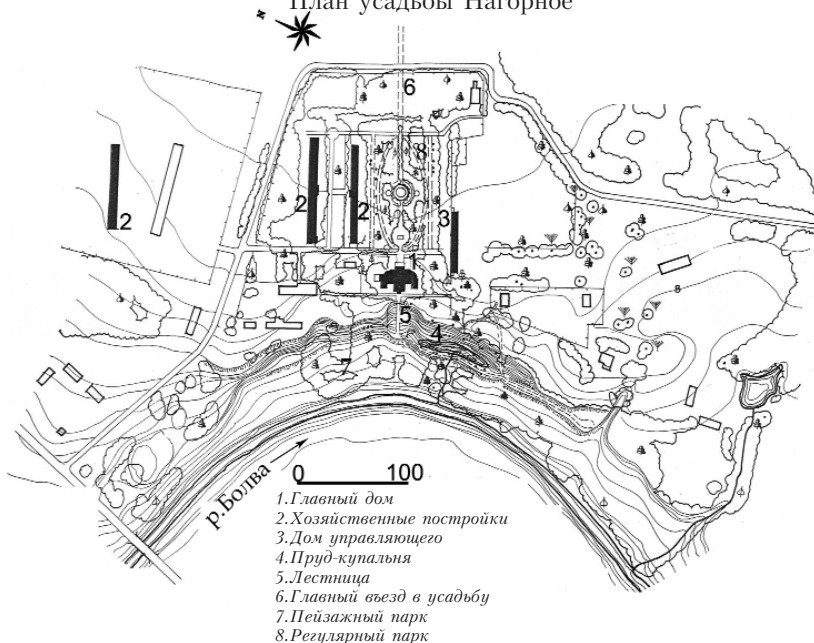 План усадьбы Нагорное
N
6
8
2
2
2
3
1
8
5
4
7
р.Болва
0 100
1.Главный дом
2.Хозяйственные постройки
3.Дом управляющего
4.Пруд-купальня
5.Лестница
6.Главный въезд в усадьбу
7.Пейзажный парк
8.Регулярный парк